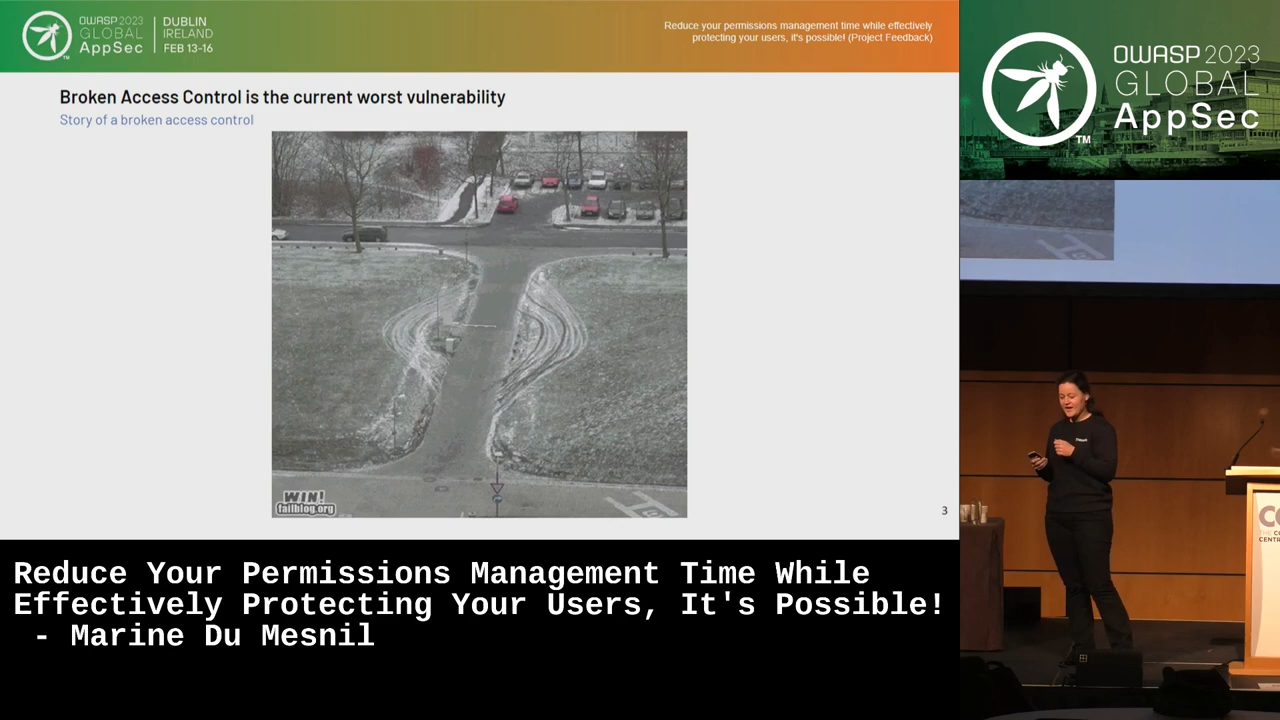 OWASP 2023
GLOBAL
AppSec
TM
DUBLIN
IRELAND
FEB 13-16
Reduce your permissions management time while effectively
protecting your users, it's possible! (Project Feedback)
Broken Access Control is the current worst vulnerability
Story of a broken access control
WIN!
failblog.org
3
OWASP 2023
GLOBAL
AppSec
TM
Reduce Your Permissions Management Time While
Effectively Protecting Your Users, It's Possible!
- Marine Du Mesnil